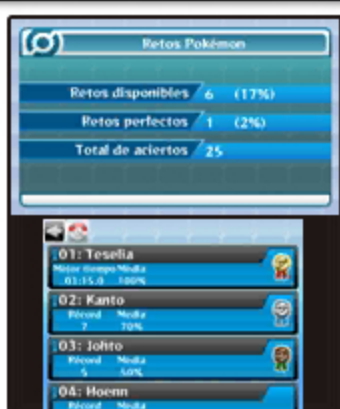 Retos Pokémon
Retos disponibles 6 (17%)
Retos perfectos 1 (2%)
Total de aciertos 25
01: Teselia
Mejor tiempo Media
01:15.0 100%
02: Kanto
Récord Media
7 70%
03: Johto
Récord Media
5 50%
04: Hoenn
Récord Media